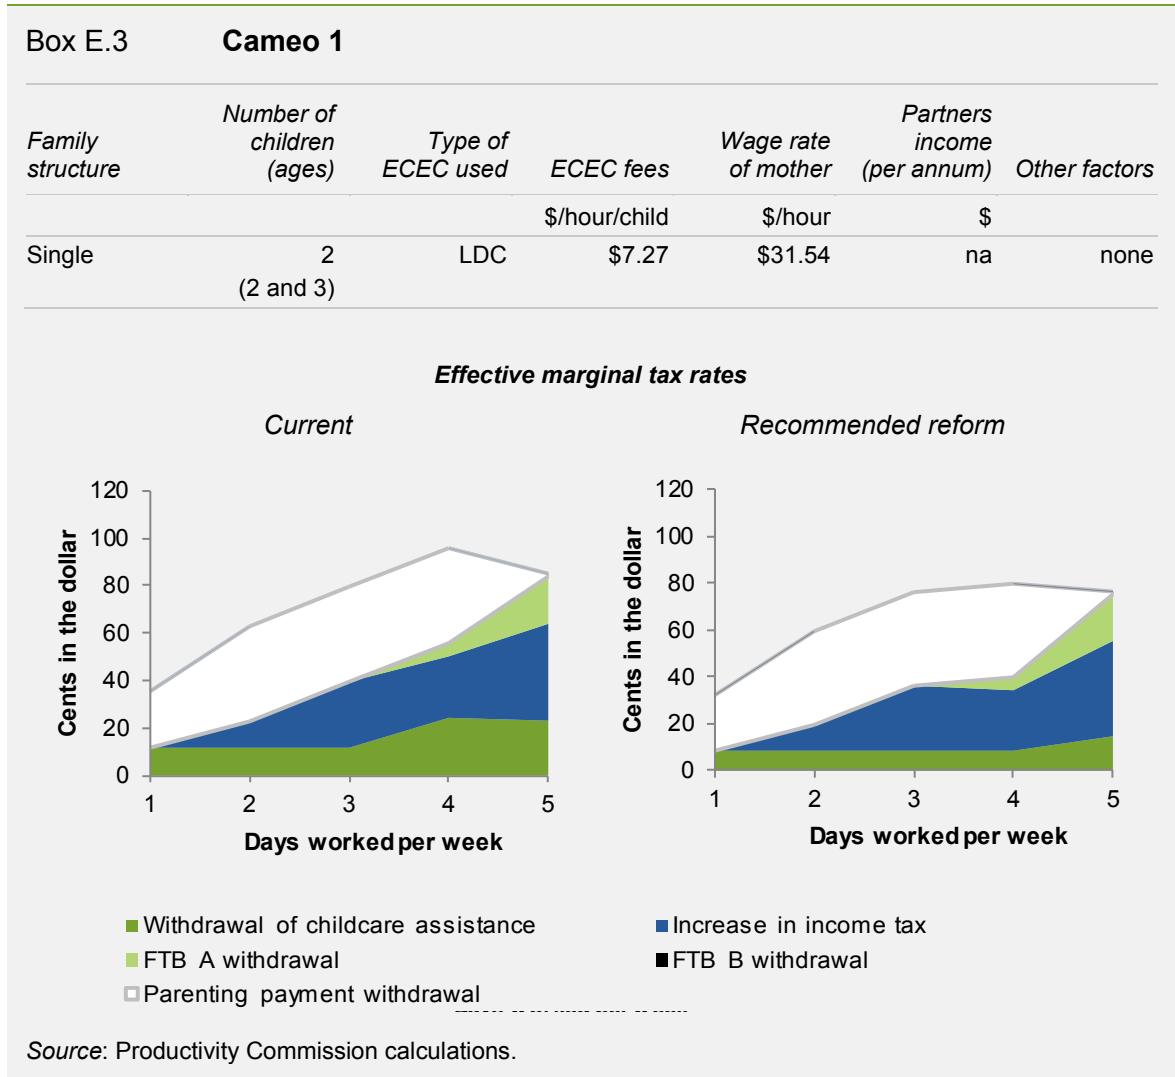 Box E.3 Cameo 1
Family structure
Number of children (ages)
Type of ECEC used
ECEC fees
Wage rate of mother
Partners income (per annum)
Other factors
$/hour/child $/hour $
Single 2 LDC $7.27 $31.54 na none
(2 and 3)
Effective marginal tax rates
Current
Recommended reform
Cents in the dollar
120
100
80
60
40
20
0
1 2 3 4 5
Days worked per week
Cents in the dollar
120
100
80
60
40
20
0
1 2 3 4 5
Days worked per week
Withdrawal of childcare assistance
Increase in income tax
FTB A withdrawal
FTB B withdrawal
Parenting payment withdrawal
Source: Productivity Commission calculations.